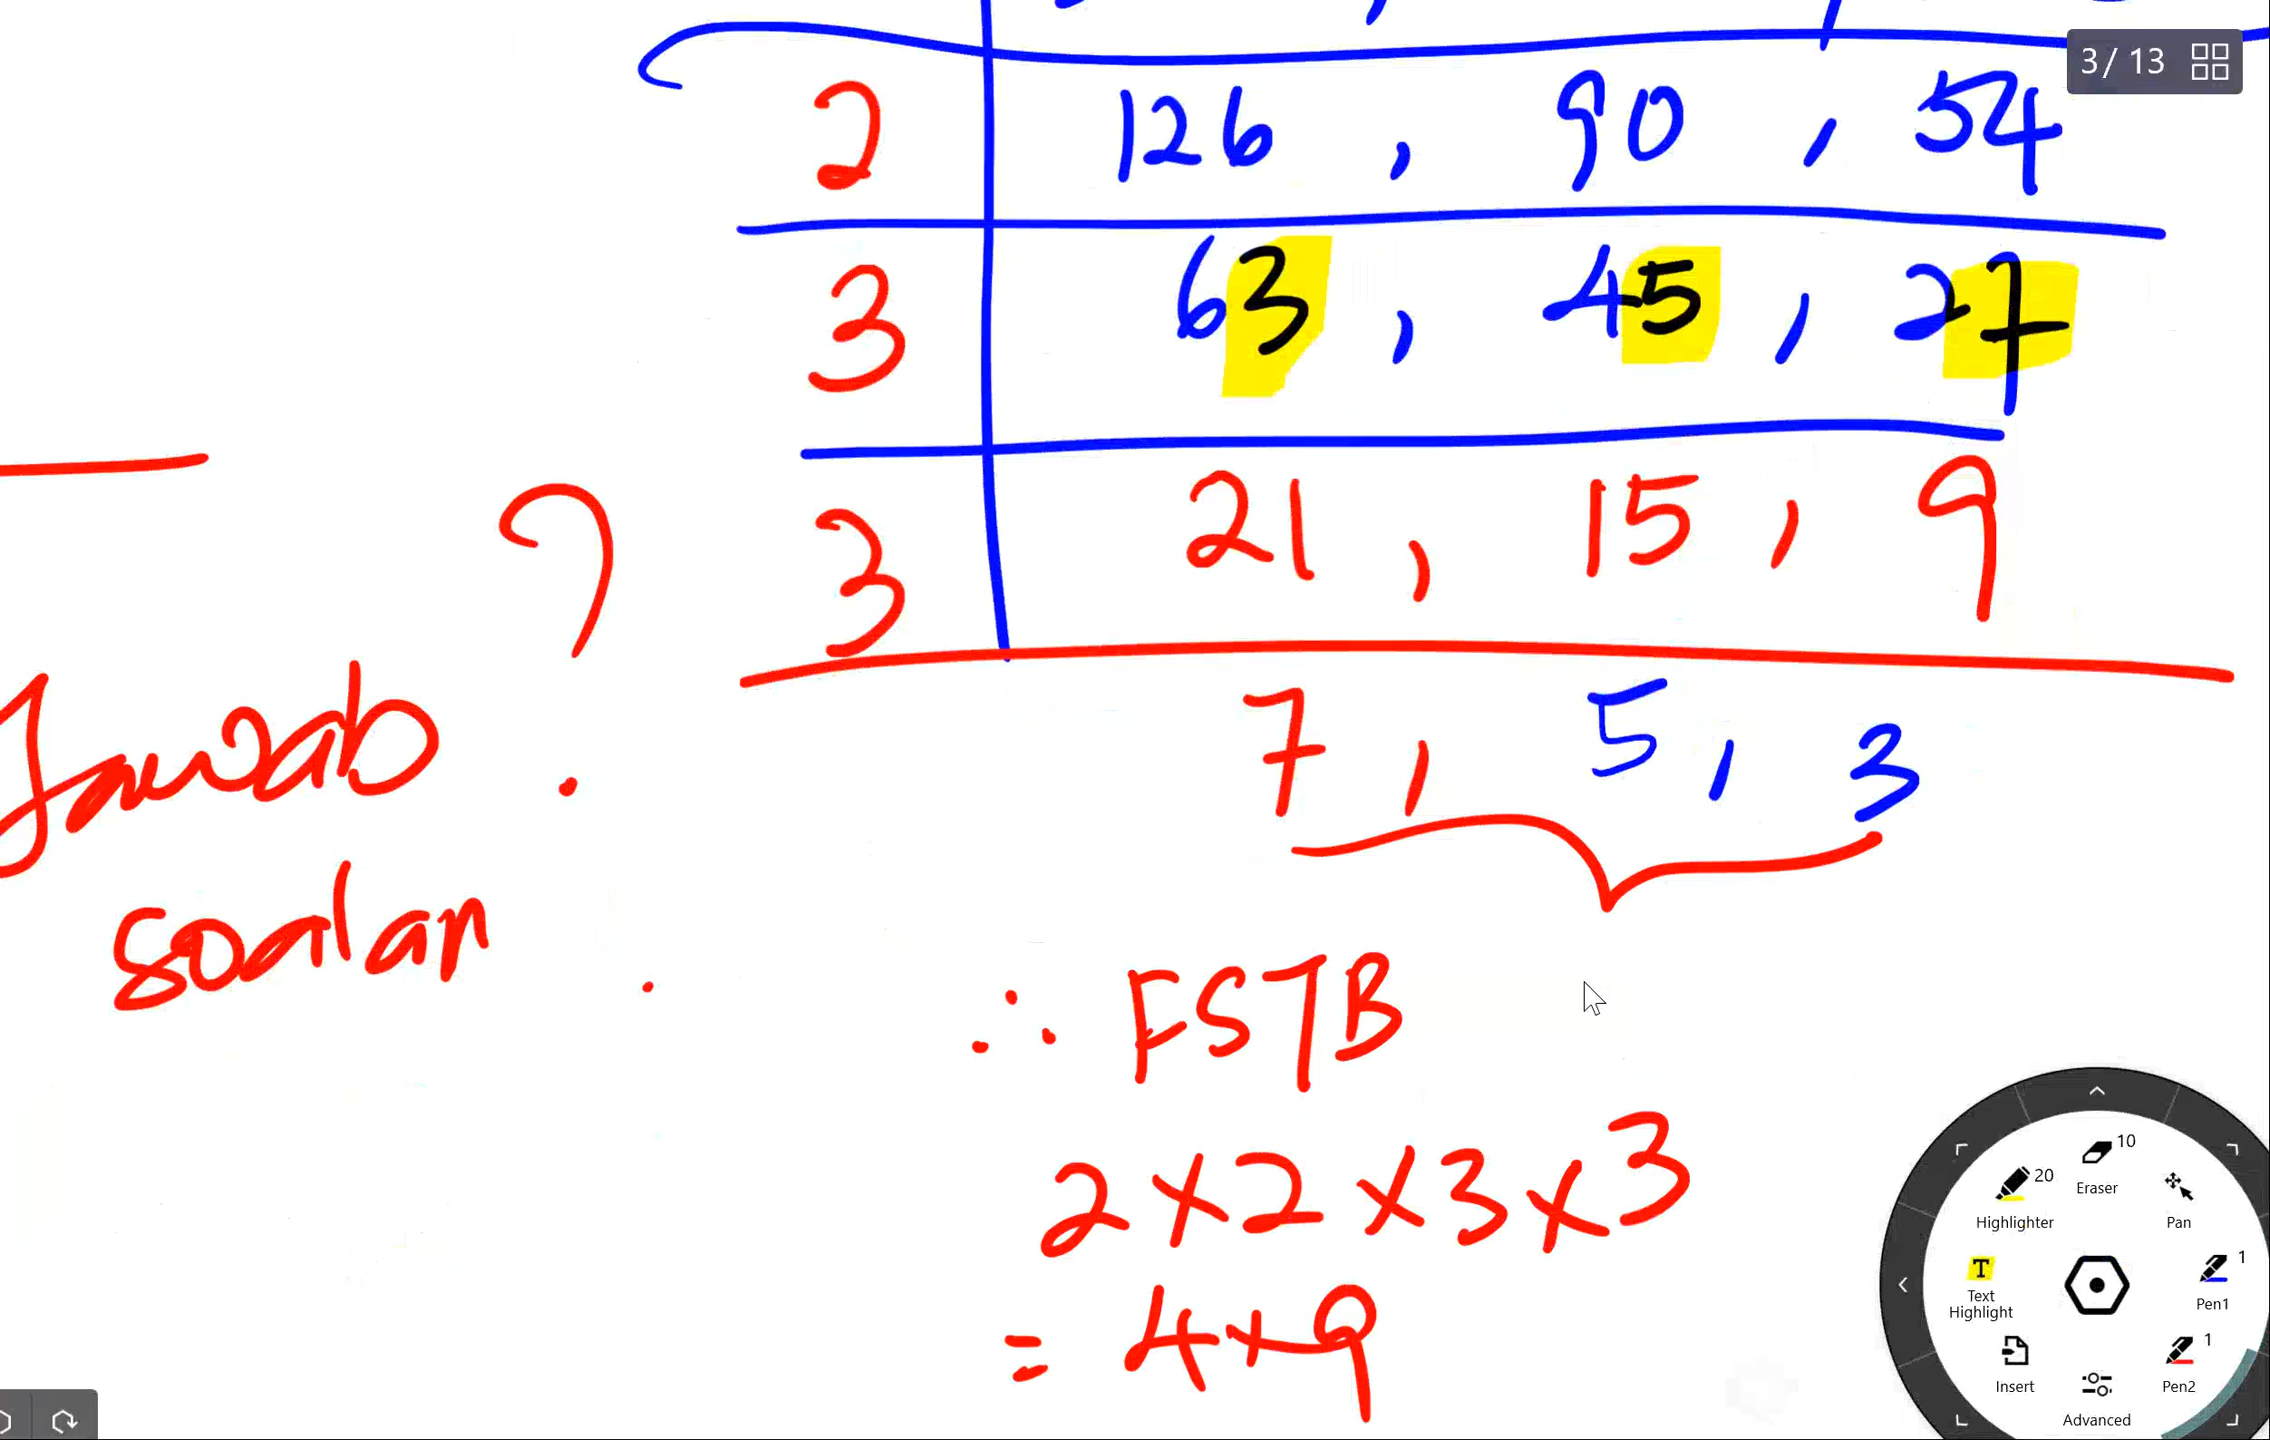 3/ 13
2 126 , 90 , 54
3 63 , 45 , 27
3 21 , 15 , 9
7 , 5 , 3
?
Jawab
soalan
∴ FSTB
2 × 2 × 3 × 3
= 4 × 9
10
Eraser
20
Highlighter
Pan
T
Text
Highlight
1
Pen1
Insert
1
Pen2
Advanced